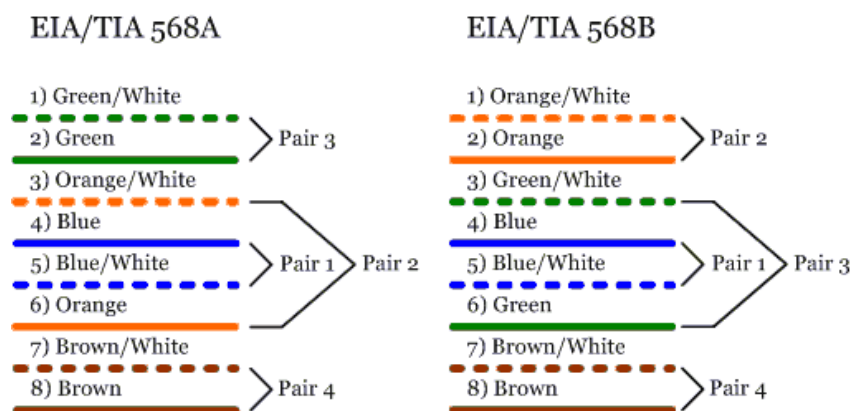 EIA/TIA 568A
1) Green/White
2) Green
Pair 3
3) Orange/White
4) Blue
5) Blue/White
Pair 1
Pair 2
6) Orange
7) Brown/White
8) Brown
Pair 4
EIA/TIA 568B
1) Orange/White
2) Orange
Pair 2
3) Green/White
4) Blue
5) Blue/White
Pair 1
Pair 3
6) Green
7) Brown/White
8) Brown
Pair 4